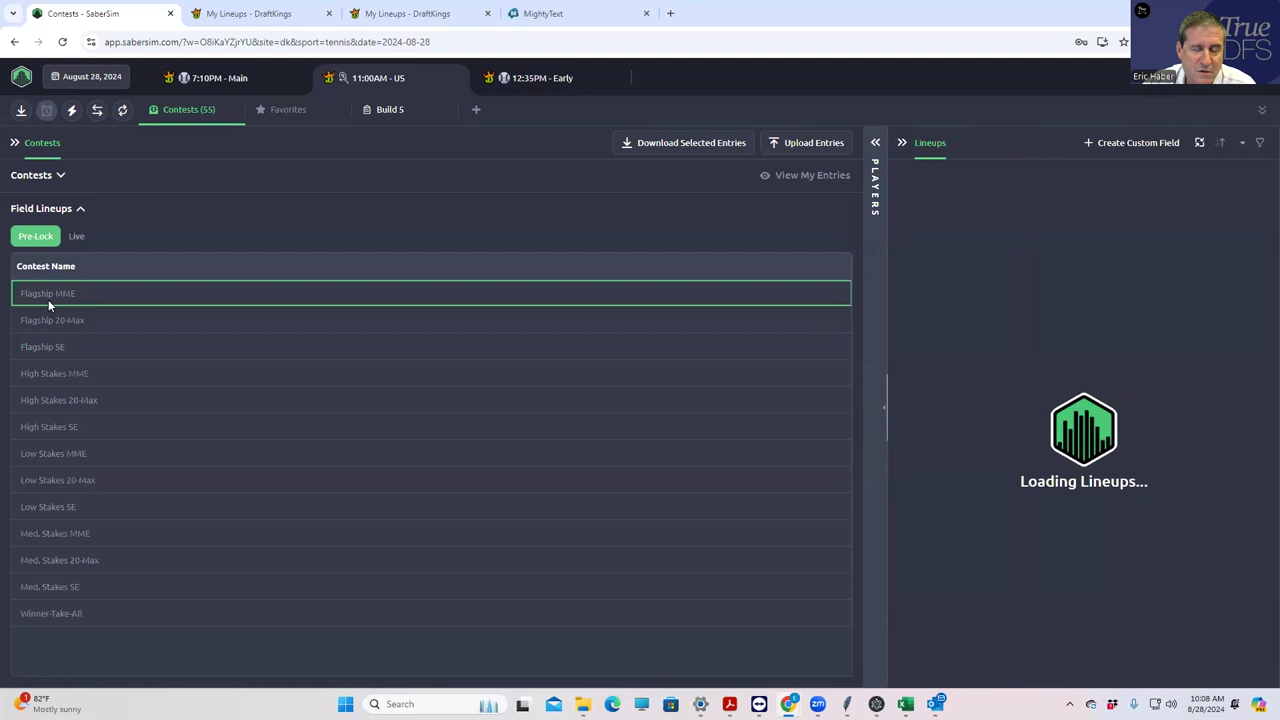 Contests - SaberSim
My Lineups - DraftKings
My Lineups - DraftKings
MightyText
app.sabersim.com/?w=O8iKaYZjrYU&site=dk&sport=tennis&date=2024-08-28
True
DFS
Eric Haber
August 28, 2024
7:10PM - Main
11:00AM - US
12:35PM - Early
Contests (55)
Favorites
Build 5
Contests
Download Selected Entries
Upload Entries
Lineups
Create Custom Field
Contests
View My Entries
PLAYERS
Field Lineups
Pre-Lock
Live
Contest Name
Flagship MME
Flagship 20-Max
Flagship SE
High Stakes MME
High Stakes 20-Max
High Stakes SE
Low Stakes MME
Low Stakes 20-Max
Low Stakes SE
Med. Stakes MME
Med. Stakes 20-Max
Med. Stakes SE
Winner-Take-All
Loading Lineups...
1
82°F
Mostly sunny
Search
zm
10:08 AM
8/28/2024